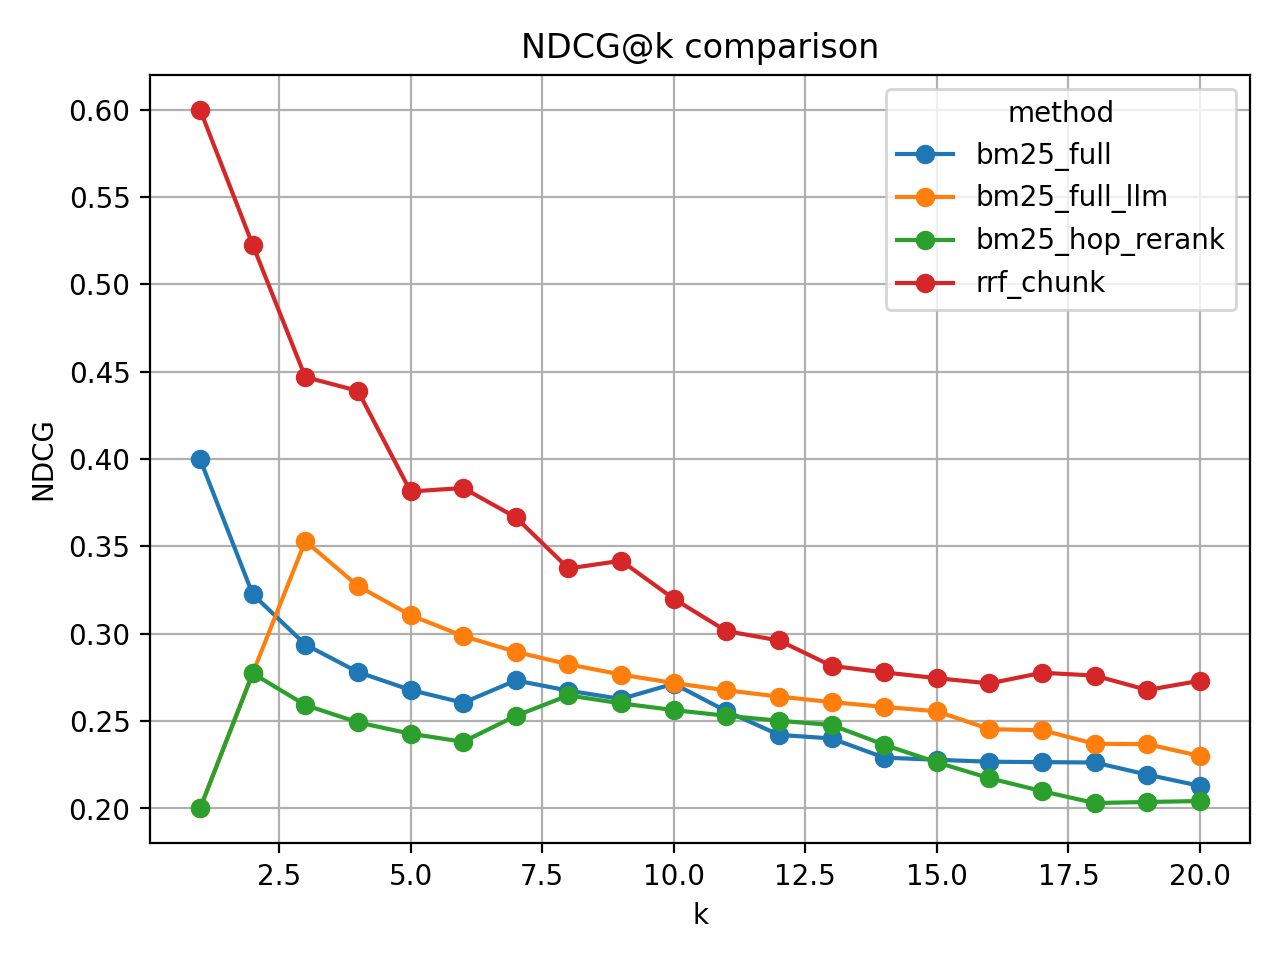 NDCG@k comparison
method
bm25_full
bm25_full_llm
bm25_hop_rerank
rrf_chunk
NDCG
0.60
0.55
0.50
0.45
0.40
0.35
0.30
0.25
0.20
2.5 5.0 7.5 10.0 12.5 15.0 17.5 20.0
k